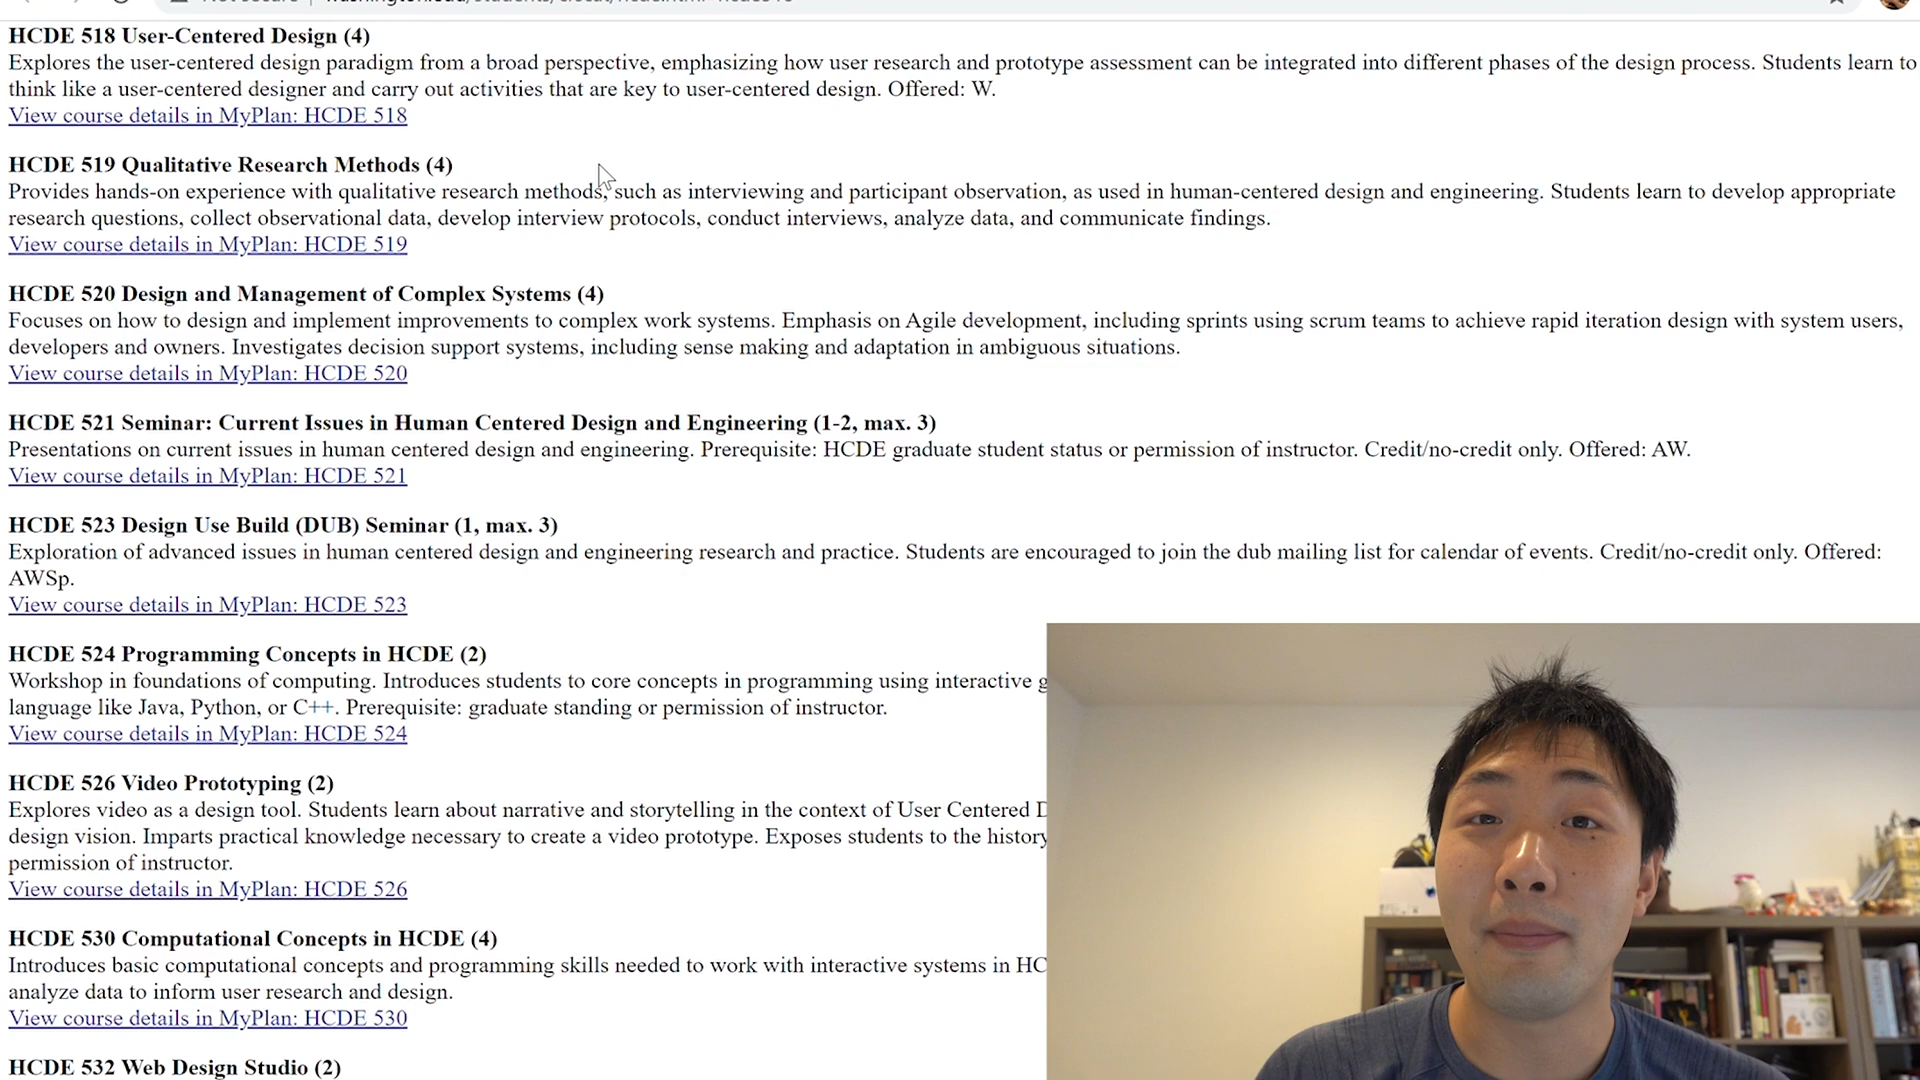 HCDE 518 User-Centered Design (4)
Explores the user-centered design paradigm from a broad perspective, emphasizing how user research and prototype assessment can be integrated into different phases of the design process. Students learn to
think like a user-centered designer and carry out activities that are key to user-centered design. Offered: W.
View course details in MyPlan: HCDE 518
HCDE 519 Qualitative Research Methods (4)
Provides hands-on experience with qualitative research methods, such as interviewing and participant observation, as used in human-centered design and engineering. Students learn to develop appropriate
research questions, collect observational data, develop interview protocols, conduct interviews, analyze data, and communicate findings.
View course details in MyPlan: HCDE 519
HCDE 520 Design and Management of Complex Systems (4)
Focuses on how to design and implement improvements to complex work systems. Emphasis on Agile development, including sprints using scrum teams to achieve rapid iteration design with system users,
developers and owners. Investigates decision support systems, including sense making and adaptation in ambiguous situations.
View course details in MyPlan: HCDE 520
HCDE 521 Seminar: Current Issues in Human Centered Design and Engineering (1-2, max. 3)
Presentations on current issues in human centered design and engineering. Prerequisite: HCDE graduate student status or permission of instructor. Credit/no-credit only. Offered: AW.
View course details in MyPlan: HCDE 521
HCDE 523 Design Use Build (DUB) Seminar (1, max. 3)
Exploration of advanced issues in human centered design and engineering research and practice. Students are encouraged to join the dub mailing list for calendar of events. Credit/no-credit only. Offered:
AWSp.
View course details in MyPlan: HCDE 523
HCDE 524 Programming Concepts in HCDE (2)
Workshop in foundations of computing. Introduces students to core concepts in programming using interactive g
language like Java, Python, or C++. Prerequisite: graduate standing or permission of instructor.
View course details in MyPlan: HCDE 524
HCDE 526 Video Prototyping (2)
Explores video as a design tool. Students learn about narrative and storytelling in the context of User Centered D
design vision. Imparts practical knowledge necessary to create a video prototype. Exposes students to the history
permission of instructor.
View course details in MyPlan: HCDE 526
HCDE 530 Computational Concepts in HCDE (4)
Introduces basic computational concepts and programming skills needed to work with interactive systems in HC
analyze data to inform user research and design.
View course details in MyPlan: HCDE 530
HCDE 532 Web Design Studio (2)